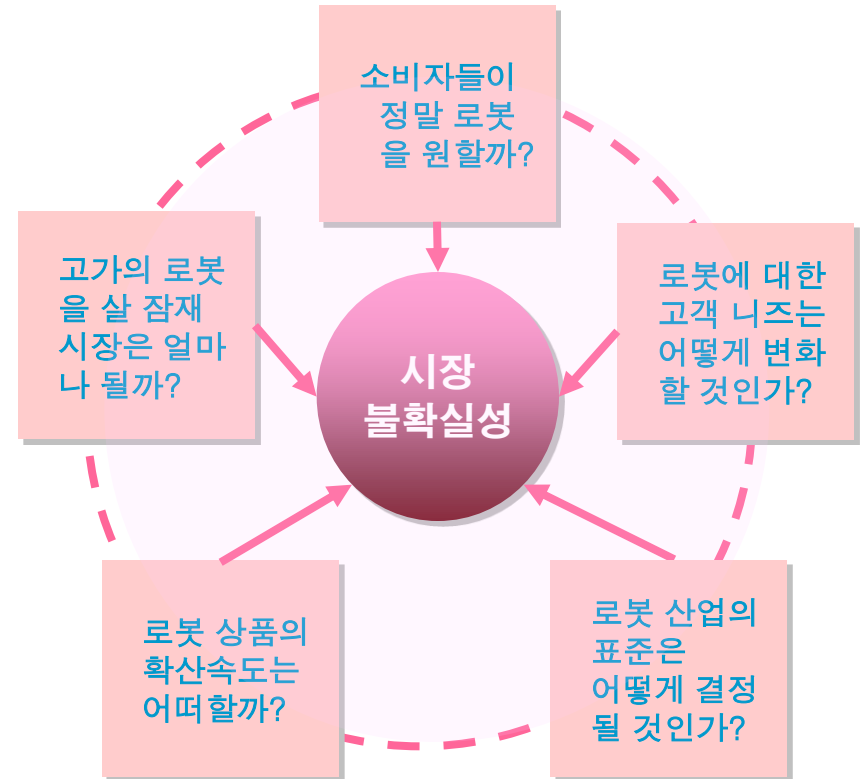 소비자들이
정말 로봇
을 원할까?
고가의 로봇
을 살 잠재
시장은 얼마
나 될까?
로봇에 대한
고객 니즈는
어떻게 변화
할 것인가?
시장
불확실성
로봇 상품의
확산속도는
어떠할까?
로봇 산업의
표준은
어떻게 결정
될 것인가?